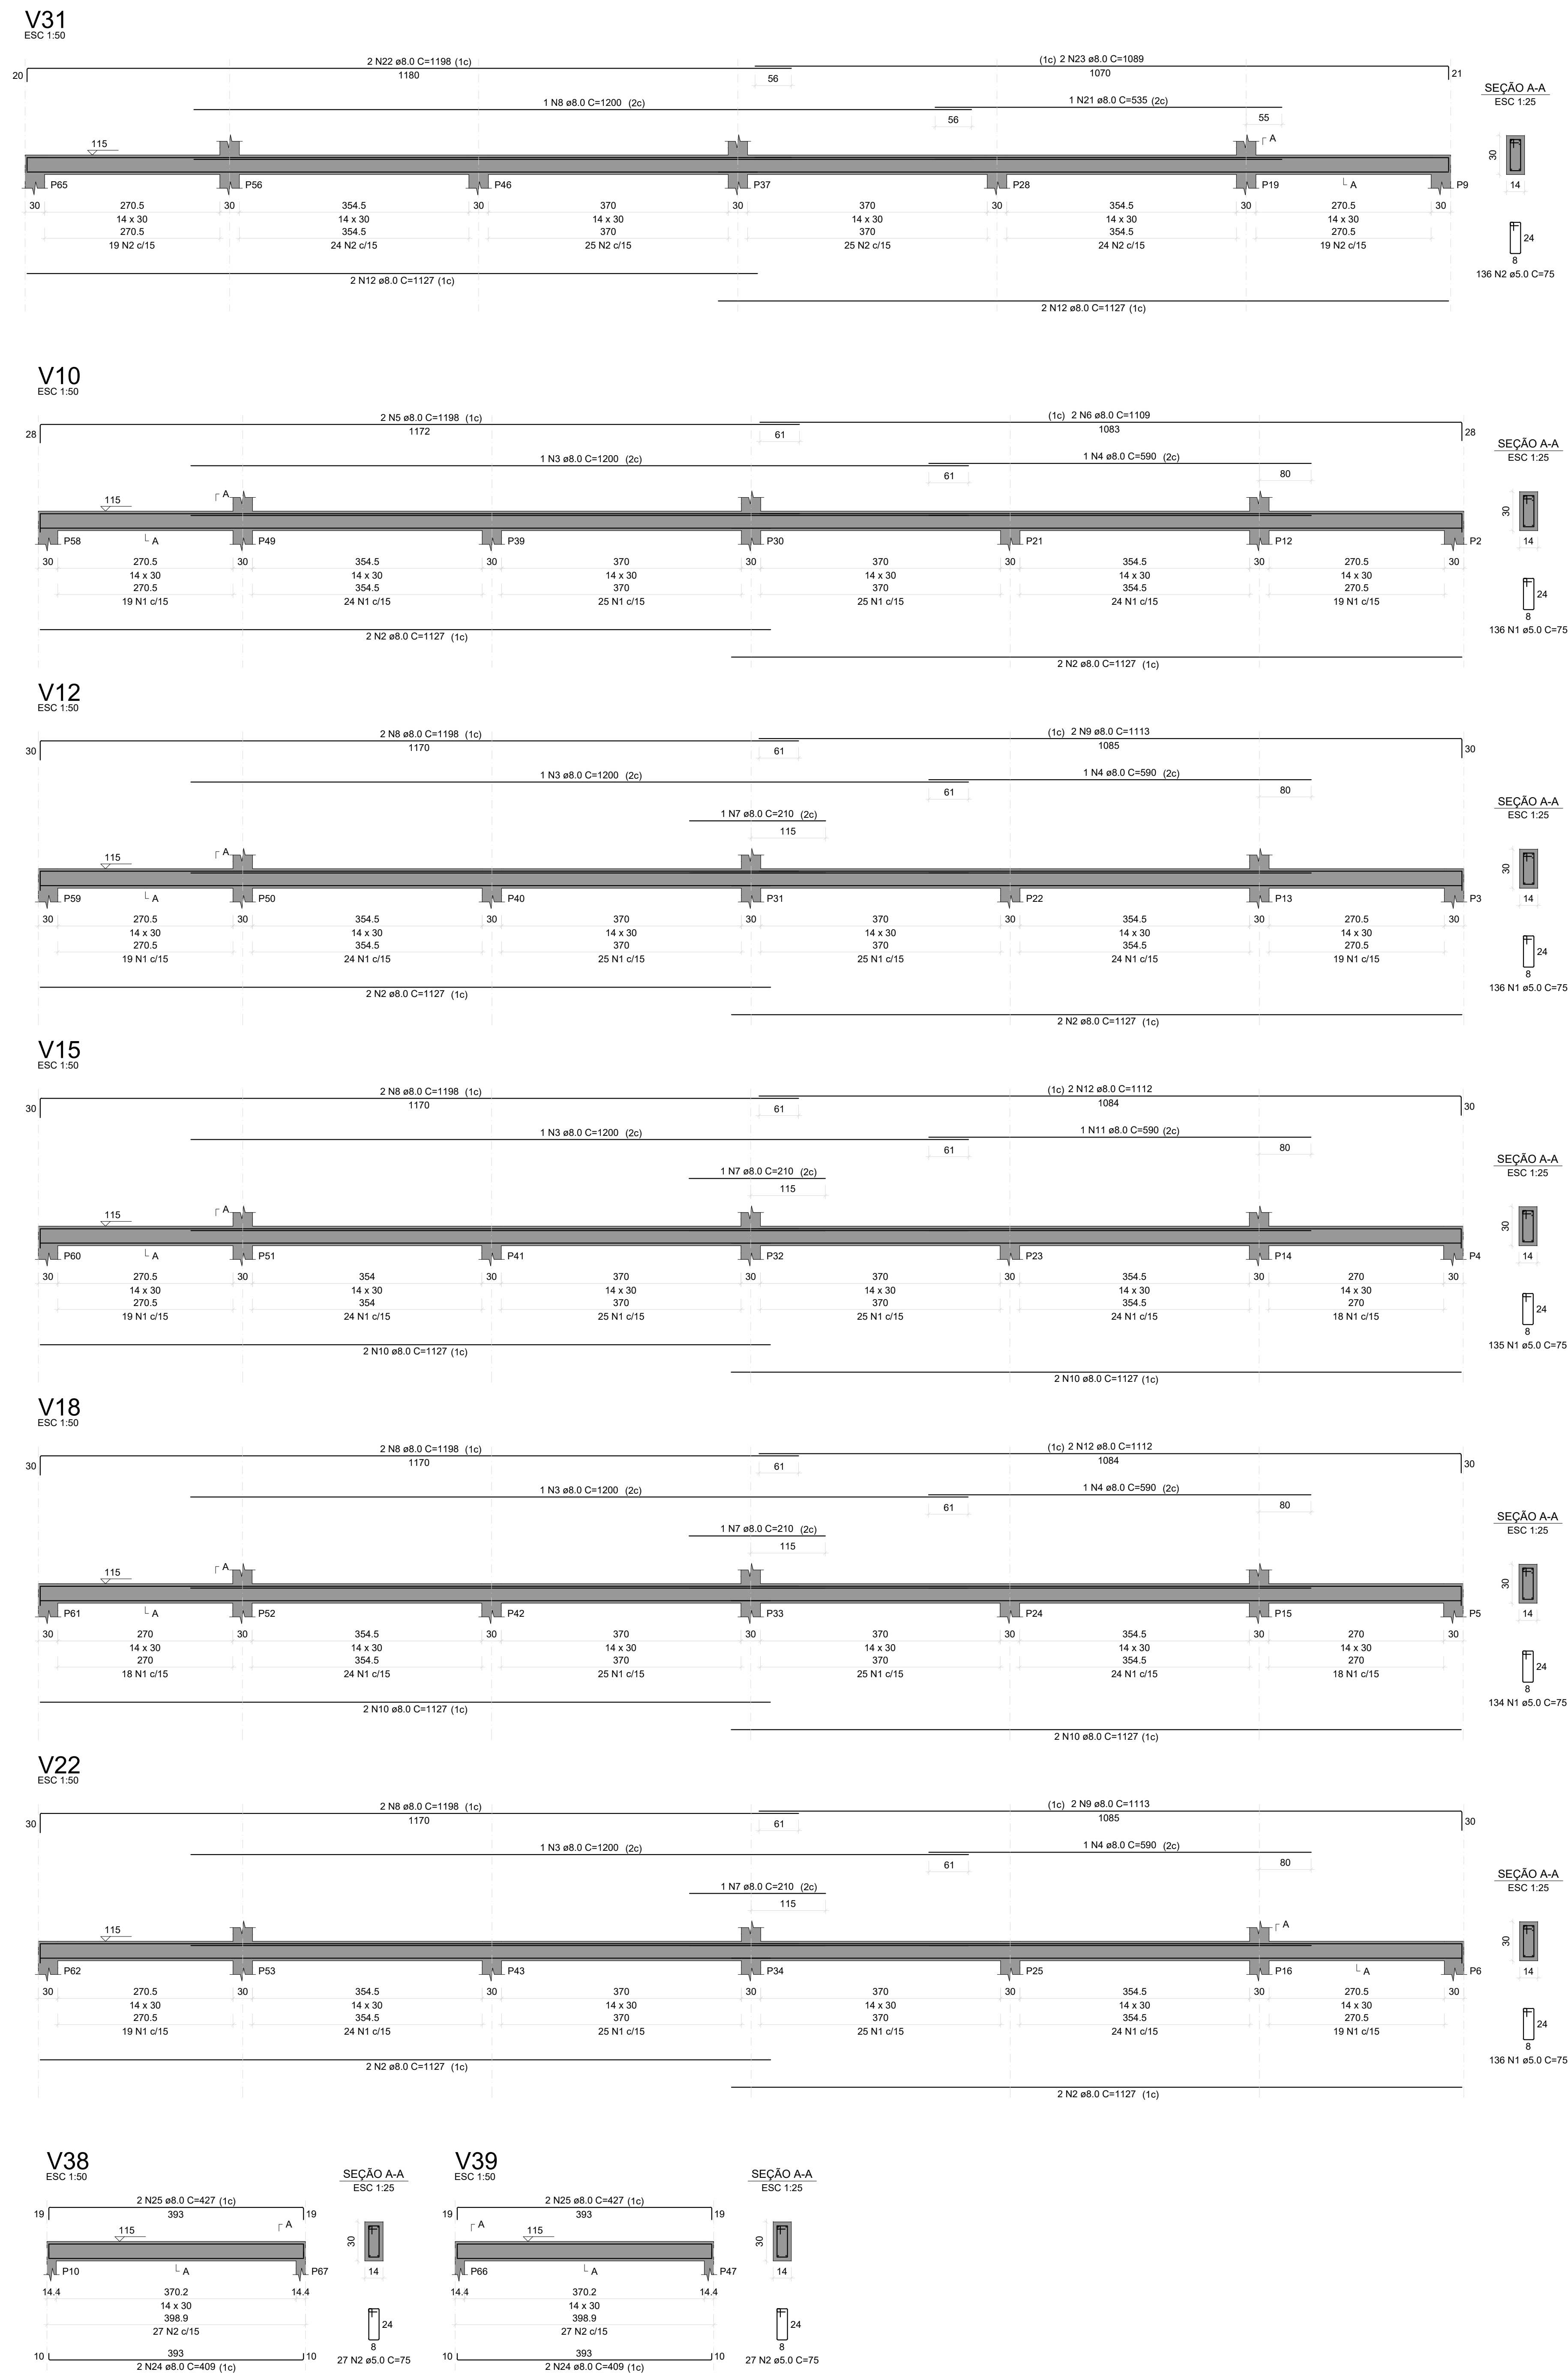 V31
ESC 1:50
2 N22 ø8.0 C=1198 (1c)
(1c) 2 N23 ø8.0 C=1089
20
1180
56
1070
21
SEÇÃO A-A
ESC 1:25
1 N8 ø8.0 C=1200 (2c)
1 N21 ø8.0 C=535 (2c)
56
55
115
A
30
14
P65 P56 P46 P37 P28 P19 A P9
30 270.5 30 354.5 30 370 30 370 30 354.5 30 270.5 30
14 x 30 14 x 30 14 x 30 14 x 30 14 x 30 14 x 30
270.5 354.5 370 370 354.5 270.5
19 N2 c/15 24 N2 c/15 25 N2 c/15 25 N2 c/15 24 N2 c/15 19 N2 c/15
24
8
136 N2 ø5.0 C=75
2 N12 ø8.0 C=1127 (1c)
2 N12 ø8.0 C=1127 (1c)
V10
ESC 1:50
2 N5 ø8.0 C=1198 (1c)
(1c) 2 N6 ø8.0 C=1109
28
1172
61
1083
28
SEÇÃO A-A
ESC 1:25
1 N3 ø8.0 C=1200 (2c)
1 N4 ø8.0 C=590 (2c)
61
80
115
A
30
14
P58 A P49 P39 P30 P21 P12 P2
30 270.5 30 354.5 30 370 30 370 30 354.5 30 270.5 30
14 x 30 14 x 30 14 x 30 14 x 30 14 x 30 14 x 30
270.5 354.5 370 370 354.5 270.5
19 N1 c/15 24 N1 c/15 25 N1 c/15 25 N1 c/15 24 N1 c/15 19 N1 c/15
24
8
136 N1 ø5.0 C=75
2 N2 ø8.0 C=1127 (1c)
2 N2 ø8.0 C=1127 (1c)
V12
ESC 1:50
2 N8 ø8.0 C=1198 (1c)
(1c) 2 N9 ø8.0 C=1113
30
1170
61
1085
30
1 N3 ø8.0 C=1200 (2c)
1 N4 ø8.0 C=590 (2c)
61
80
SEÇÃO A-A
ESC 1:25
1 N7 ø8.0 C=210 (2c)
115
115
A
30
14
P59 A P50 P40 P31 P22 P13 P3
30 270.5 30 354.5 30 370 30 370 30 354.5 30 270.5 30
14 x 30 14 x 30 14 x 30 14 x 30 14 x 30 14 x 30
270.5 354.5 370 370 354.5 270.5
19 N1 c/15 24 N1 c/15 25 N1 c/15 25 N1 c/15 24 N1 c/15 19 N1 c/15
24
8
136 N1 ø5.0 C=75
2 N2 ø8.0 C=1127 (1c)
2 N2 ø8.0 C=1127 (1c)
V15
ESC 1:50
2 N8 ø8.0 C=1198 (1c)
(1c) 2 N12 ø8.0 C=1112
30
1170
61
1084
30
1 N3 ø8.0 C=1200 (2c)
1 N11 ø8.0 C=590 (2c)
61
80
SEÇÃO A-A
ESC 1:25
1 N7 ø8.0 C=210 (2c)
115
115
A
30
14
P60 A P51 P41 P32 P23 P14 P4
30 270.5 30 354 30 370 30 370 30 354.5 30 270 30
14 x 30 14 x 30 14 x 30 14 x 30 14 x 30 14 x 30
270.5 354 370 370 354.5 270
19 N1 c/15 24 N1 c/15 25 N1 c/15 25 N1 c/15 24 N1 c/15 18 N1 c/15
24
8
135 N1 ø5.0 C=75
2 N10 ø8.0 C=1127 (1c)
2 N10 ø8.0 C=1127 (1c)
V18
ESC 1:50
2 N8 ø8.0 C=1198 (1c)
(1c) 2 N12 ø8.0 C=1112
30
1170
61
1084
30
1 N3 ø8.0 C=1200 (2c)
1 N4 ø8.0 C=590 (2c)
61
80
SEÇÃO A-A
ESC 1:25
1 N7 ø8.0 C=210 (2c)
115
115
A
30
14
P61 A P52 P42 P33 P24 P15 P5
30 270 30 354.5 30 370 30 370 30 354.5 30 270 30
14 x 30 14 x 30 14 x 30 14 x 30 14 x 30 14 x 30
270 354.5 370 370 354.5 270
18 N1 c/15 24 N1 c/15 25 N1 c/15 25 N1 c/15 24 N1 c/15 18 N1 c/15
24
8
134 N1 ø5.0 C=75
2 N10 ø8.0 C=1127 (1c)
2 N10 ø8.0 C=1127 (1c)
V22
ESC 1:50
2 N8 ø8.0 C=1198 (1c)
(1c) 2 N9 ø8.0 C=1113
30
1170
61
1085
30
1 N3 ø8.0 C=1200 (2c)
1 N4 ø8.0 C=590 (2c)
61
80
SEÇÃO A-A
ESC 1:25
1 N7 ø8.0 C=210 (2c)
115
115
A
30
14
P62 P53 P43 P34 P25 P16 A P6
30 270.5 30 354.5 30 370 30 370 30 354.5 30 270.5 30
14 x 30 14 x 30 14 x 30 14 x 30 14 x 30 14 x 30
270.5 354.5 370 370 354.5 270.5
19 N1 c/15 24 N1 c/15 25 N1 c/15 25 N1 c/15 24 N1 c/15 19 N1 c/15
24
8
136 N1 ø5.0 C=75
2 N2 ø8.0 C=1127 (1c)
2 N2 ø8.0 C=1127 (1c)
V38
ESC 1:50
SEÇÃO A-A
ESC 1:25
2 N25 ø8.0 C=427 (1c)
19 393 19
115
A
30
14
P10 A P67
14.4 370.2 14.4
14 x 30
398.9
27 N2 c/15
24
8
27 N2 ø5.0 C=75
10 393 10
2 N24 ø8.0 C=409 (1c)
V39
ESC 1:50
SEÇÃO A-A
ESC 1:25
2 N25 ø8.0 C=427 (1c)
19 393 19
A
115
30
14
P66 A P47
14.4 370.2 14.4
14 x 30
398.9
27 N2 c/15
24
8
27 N2 ø5.0 C=75
10 393 10
2 N24 ø8.0 C=409 (1c)